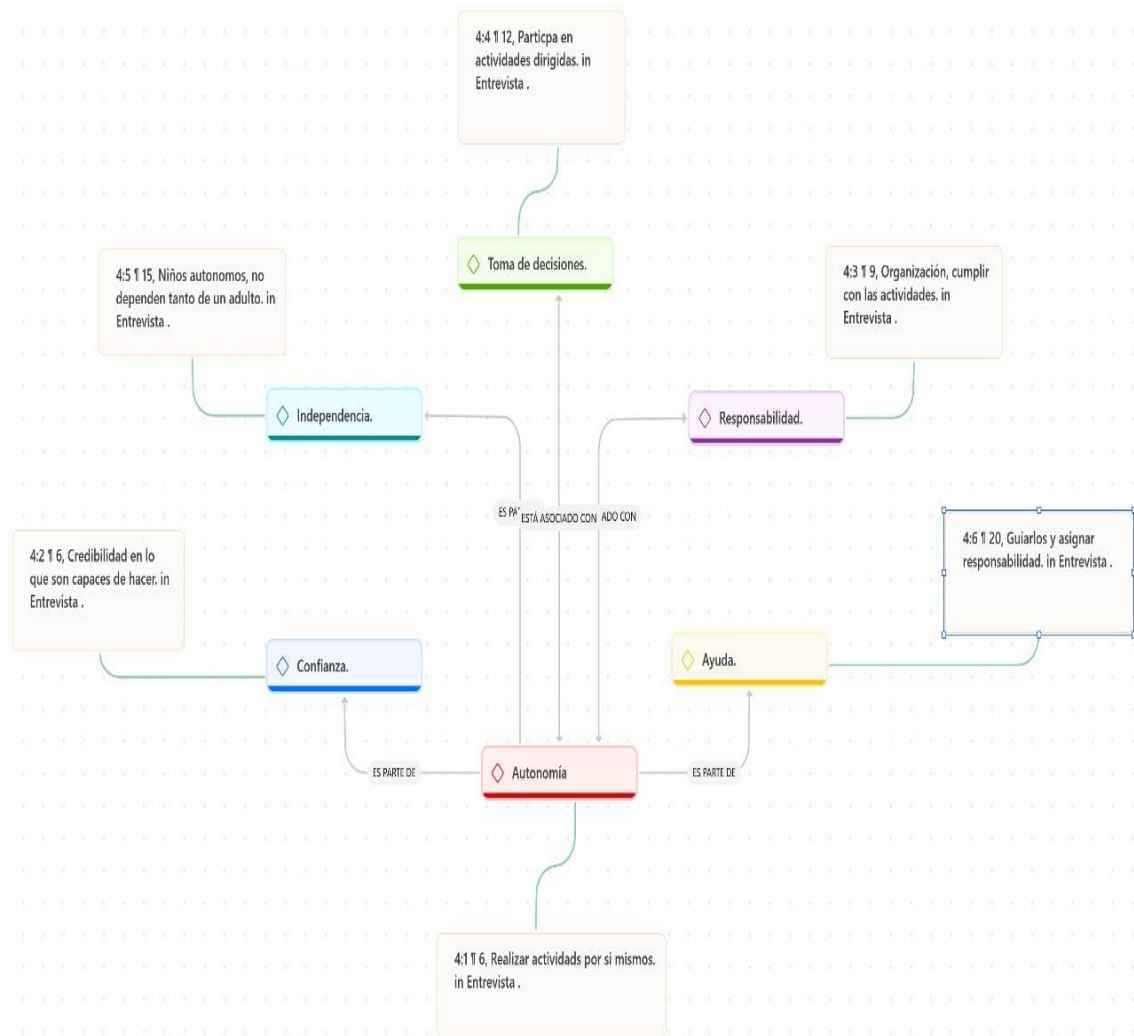 4:4 ¶ 12, Particpa en
actividades dirigidas. in
Entrevista .
Toma de decisiones.
4:5 ¶ 15, Niños autonomos, no
dependen tanto de un adulto. in
Entrevista .
4:3 ¶ 9, Organización, cumplir
con las actividades. in
Entrevista .
Independencia.
Responsabilidad.
ES PA
ESTÁ ASOCIADO CON
ADO CON
4:2 ¶ 6, Credibilidad en lo
que son capaces de hacer. in
Entrevista .
4:6 ¶ 20, Guiarlos y asignar
responsabilidad. in Entrevista .
Confianza.
Ayuda.
ES PARTE DE
Autonomía
ES PARTE DE
4:1 ¶ 6, Realizar actividads por si mismos.
in Entrevista .